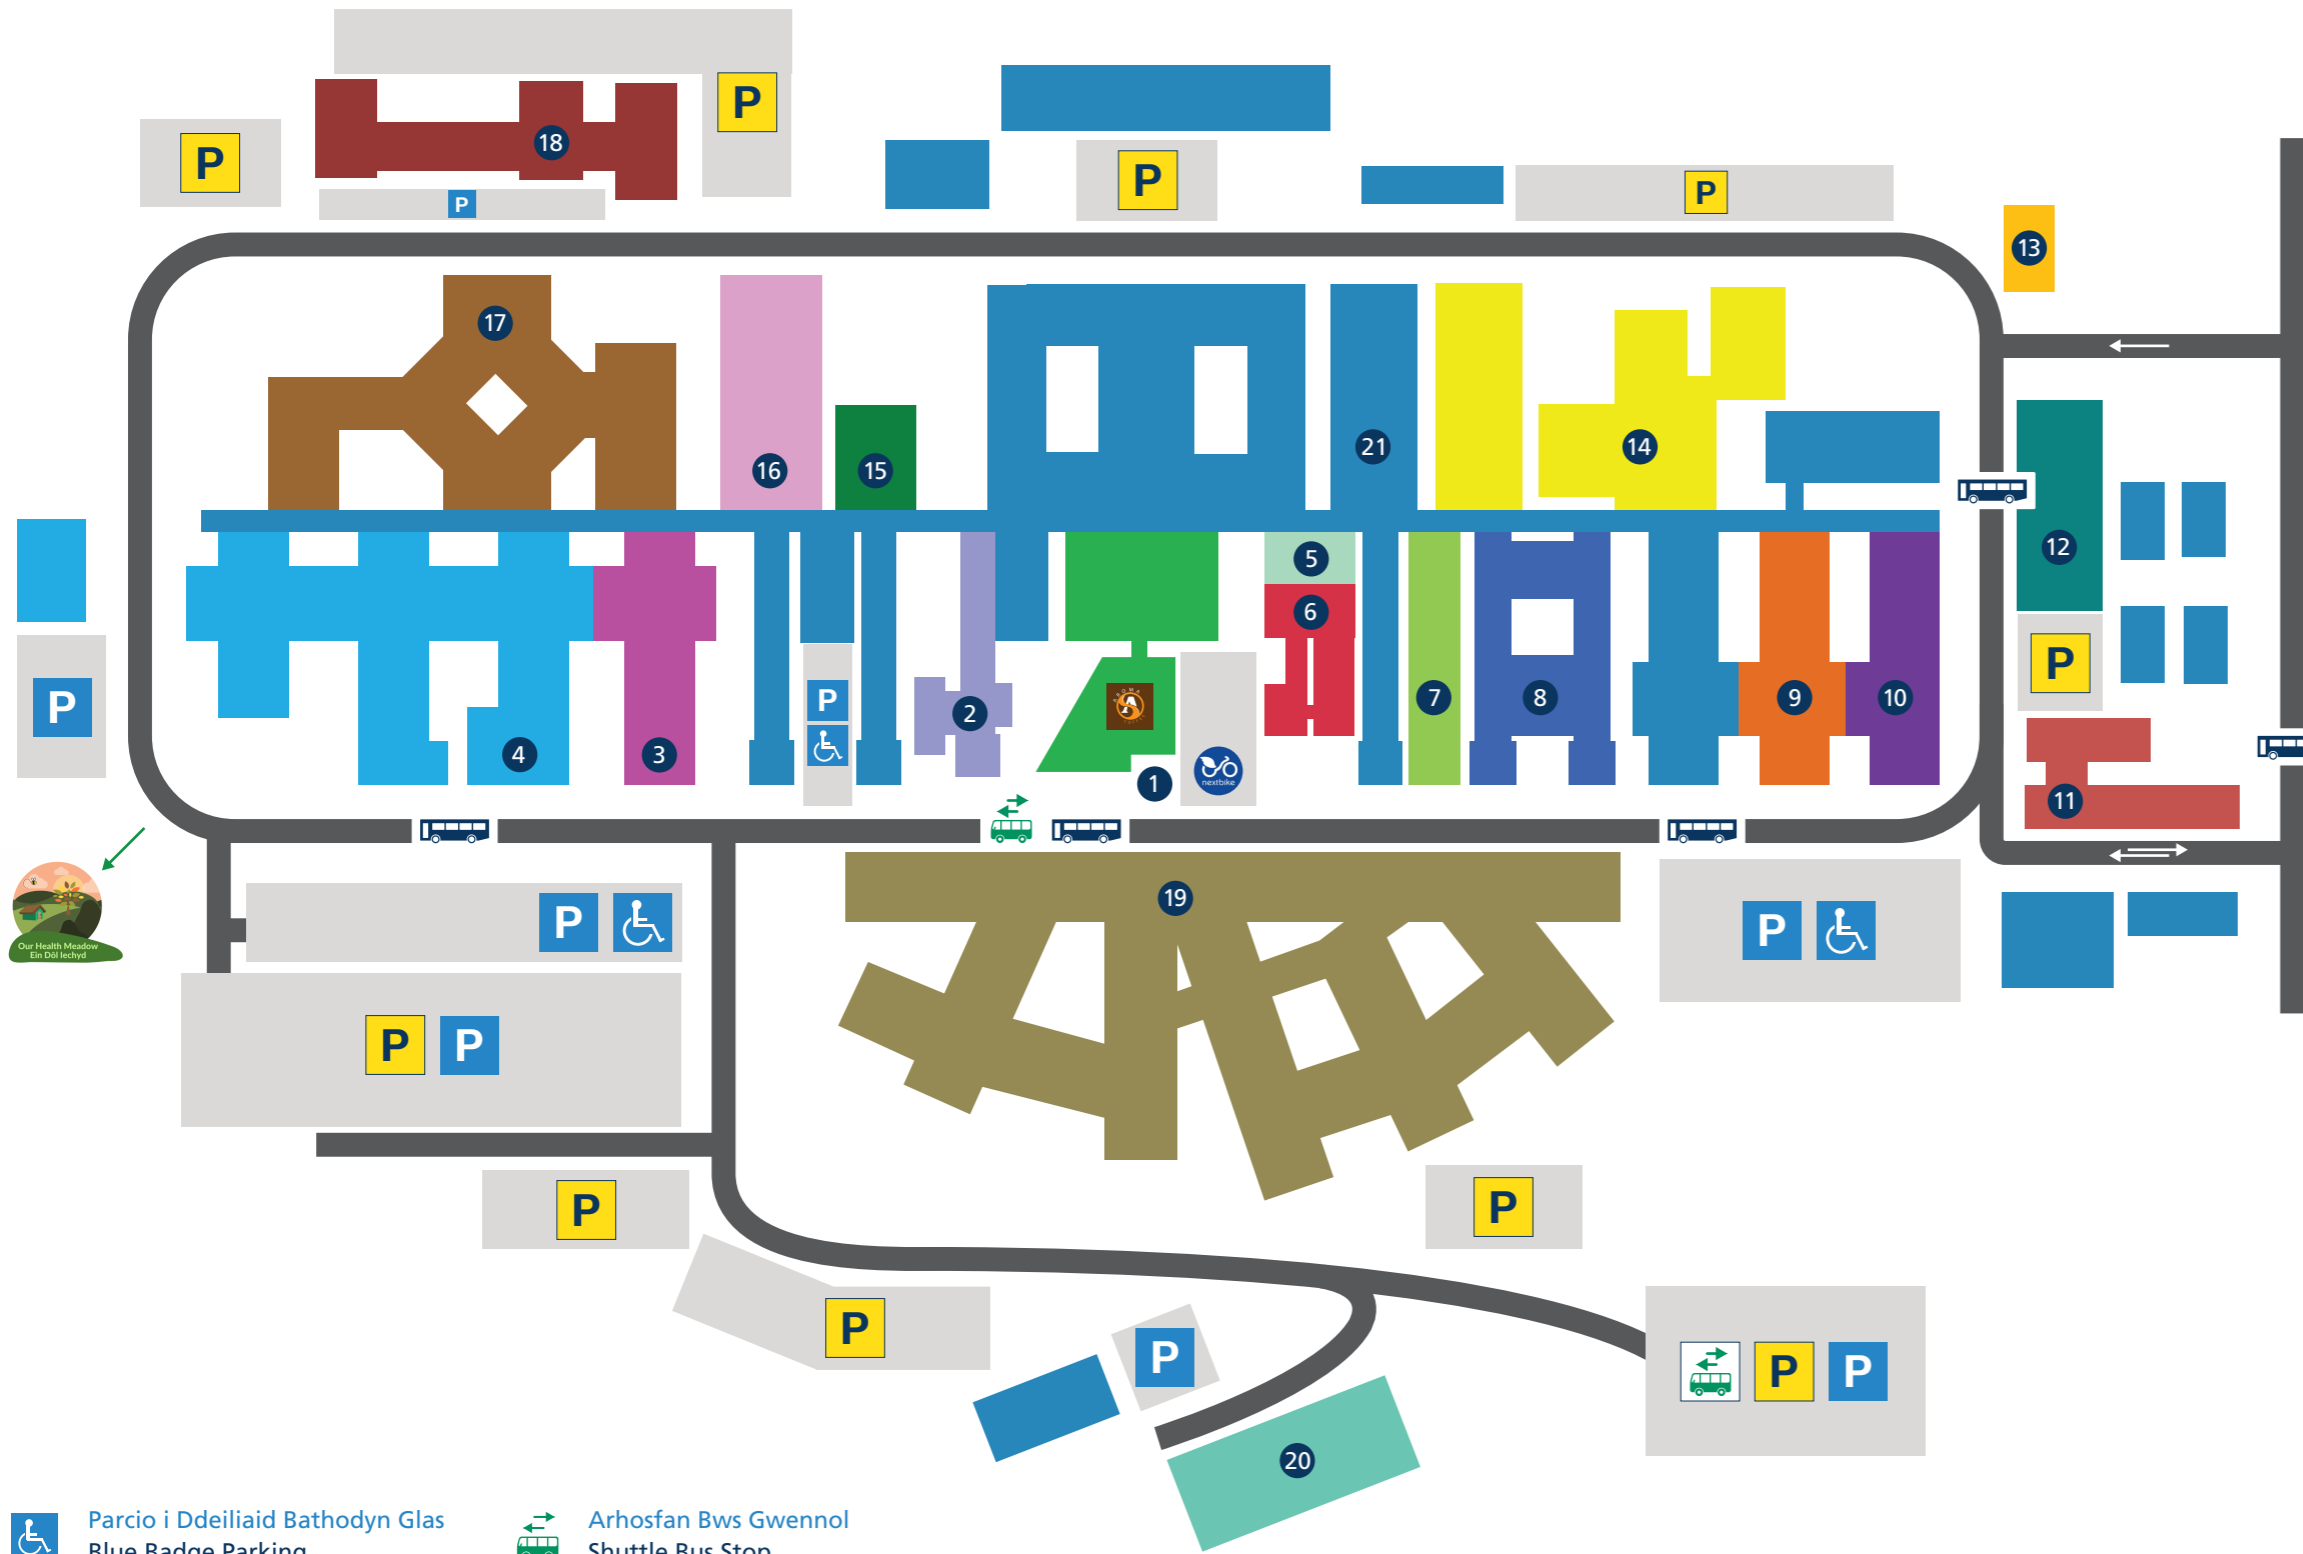 P
P
18
P
P
P
13
17
16
15
21
14
12
5
6
P
P
P
2
7
8
9
10
4
3
1
nextbike
11
19
Our Health Meadow
Ein Dôl Iechyd
P
P
P
P
P
P
P
P
P
P
20
Parcio i Ddeiliaid Bathodyn Glas
Blue Badge Parking
Arhosfan Bws Gwennol
Shuttle Bus Stop